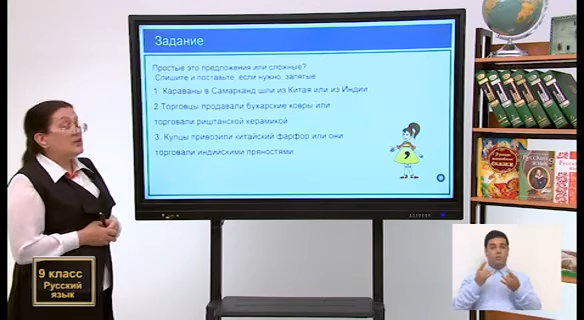 Задание
Простые это предложения или сложные?
Спишите и поставьте, если нужно, запятые
1. Караваны в Самарканд шли из Китая или из Индии
2.Торговцы продавали бухарские ковры или
торговали риштанской керамикой
3. Купцы привозили китайский фарфор или они
торговали индийскими пряностями
9 класс
Русский
язык